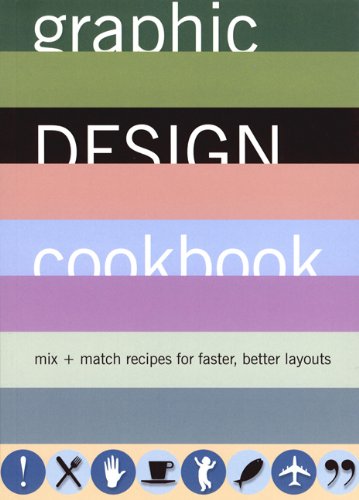 graphic
DESIGN
cookbook
mix + match recipes for faster, better layouts
! ”